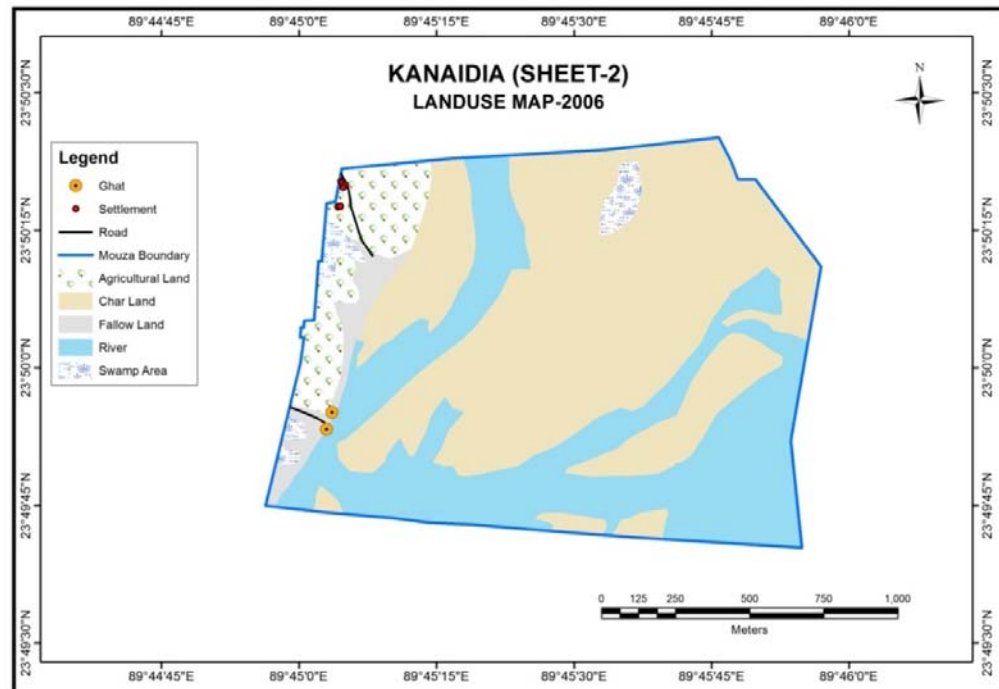 89°44'45"E 89°45'0"E 89°45'15"E 89°45'30"E 89°45'45"E 89°46'0"E
KANAIDIA (SHEET-2)
LANDUSE MAP-2006
N
23°50'30"N 23°50'30"N
Legend
Ghat
Settlement
Road
Mouza Boundary
Agricultural Land
Char Land
Fallow Land
River
Swamp Area
23°50'15"N 23°50'15"N
23°50'0"N 23°50'0"N
23°49'45"N 23°49'45"N
0 125 250 500 750 1,000
Meters
23°49'30"N 23°49'30"N
89°44'45"E 89°45'0"E 89°45'15"E 89°45'30"E 89°45'45"E 89°46'0"E